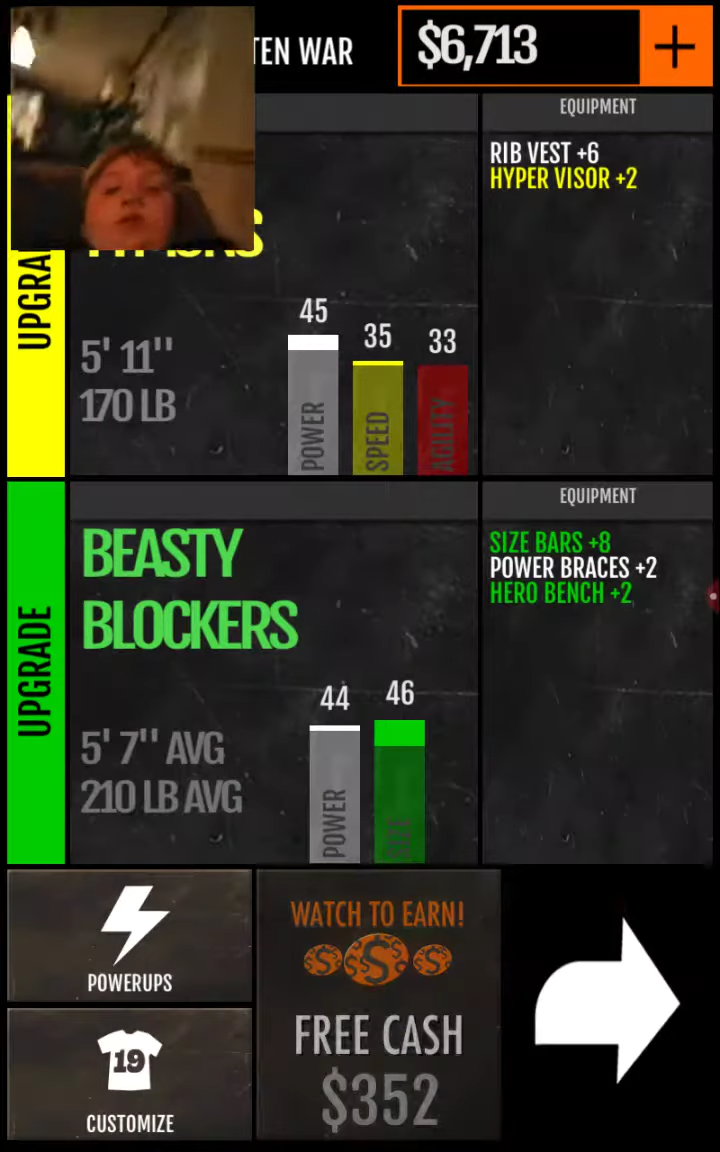 TEN WAR
$6,713
+
EQUIPMENT
RIB VEST +6
HYPER VISOR +2
UPGRA
45
35
33
5' 11"
170 LB
POWER
SPEED
AGILITY
EQUIPMENT
SIZE BARS +8
POWER BRACES +2
HERO BENCH +2
UPGRADE
BEASTY
BLOCKERS
44
46
5' 7" AVG
210 LB AVG
POWER
SIZE
POWERUPS
19
CUSTOMIZE
WATCH TO EARN!
$ $ $
FREE CASH
$352